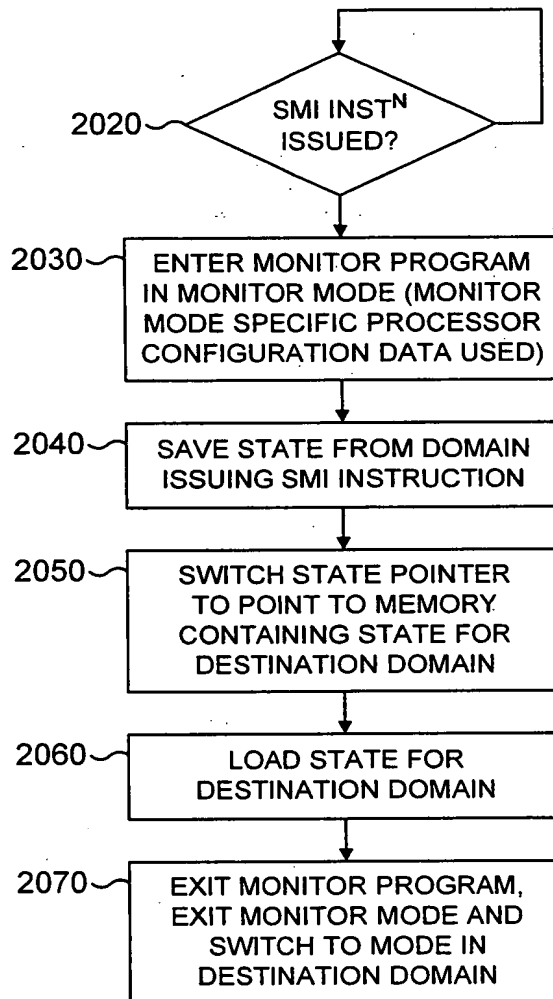 2020
SMI INSTᴺ
ISSUED?
2030
ENTER MONITOR PROGRAM
IN MONITOR MODE (MONITOR
MODE SPECIFIC PROCESSOR
CONFIGURATION DATA USED)
2040
SAVE STATE FROM DOMAIN
ISSUING SMI INSTRUCTION
2050
SWITCH STATE POINTER
TO POINT TO MEMORY
CONTAINING STATE FOR
DESTINATION DOMAIN
2060
LOAD STATE FOR
DESTINATION DOMAIN
2070
EXIT MONITOR PROGRAM,
EXIT MONITOR MODE AND
SWITCH TO MODE IN
DESTINATION DOMAIN